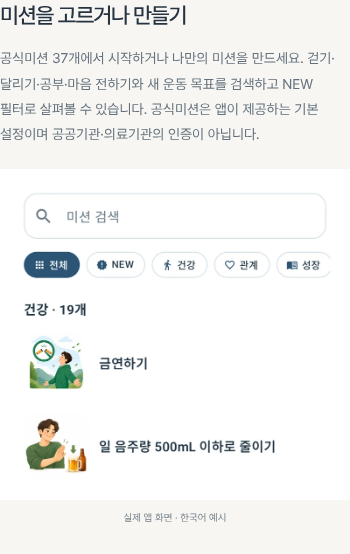 미션을 고르거나 만들기
공식미션 37개에서 시작하거나 나만의 미션을 만드세요. 걷기·
달리기·공부·마음 전하기와 새 운동 목표를 검색하고 NEW
필터로 살펴볼 수 있습니다. 공식미션은 앱이 제공하는 기본
설정이며 공공기관·의료기관의 인증이 아닙니다.
미션 검색
전체 NEW 건강 관계 성장
건강 · 19개
금연하기
일 음주량 500mL 이하로 줄이기
실제 앱 화면 · 한국어 예시